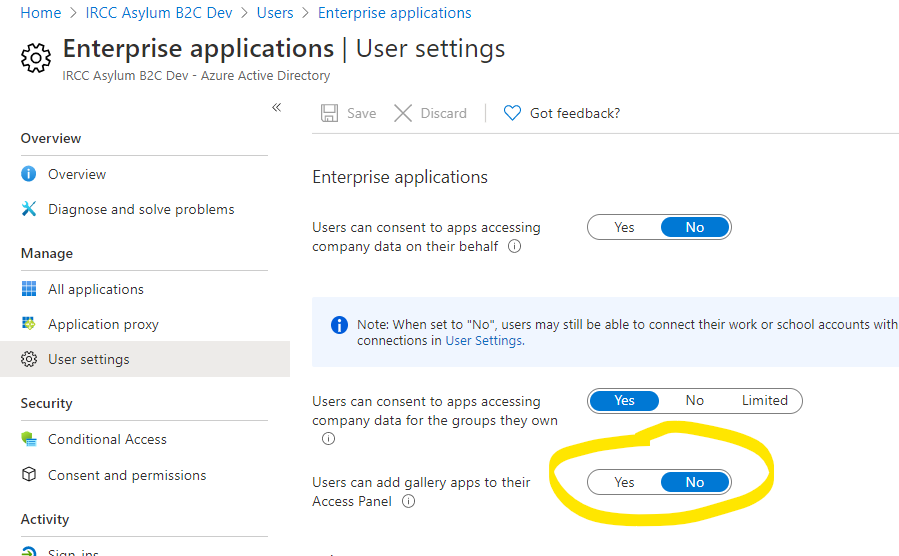 Home > IRCC Asylum B2C Dev > Users > Enterprise applications
Enterprise applications | User settings
IRCC Asylum B2C Dev - Azure Active Directory
«
Save Discard Got feedback?
Overview
Overview
Diagnose and solve problems
Manage
All applications
Application proxy
User settings
Security
Conditional Access
Consent and permissions
Activity
Sign-ins
Enterprise applications
Users can consent to apps accessing
company data on their behalf
Yes No
Note: When set to "No", users may still be able to connect their work or school accounts with
connections in User Settings.
Users can consent to apps accessing
company data for the groups they own
Yes No Limited
Users can add gallery apps to their
Access Panel
Yes No